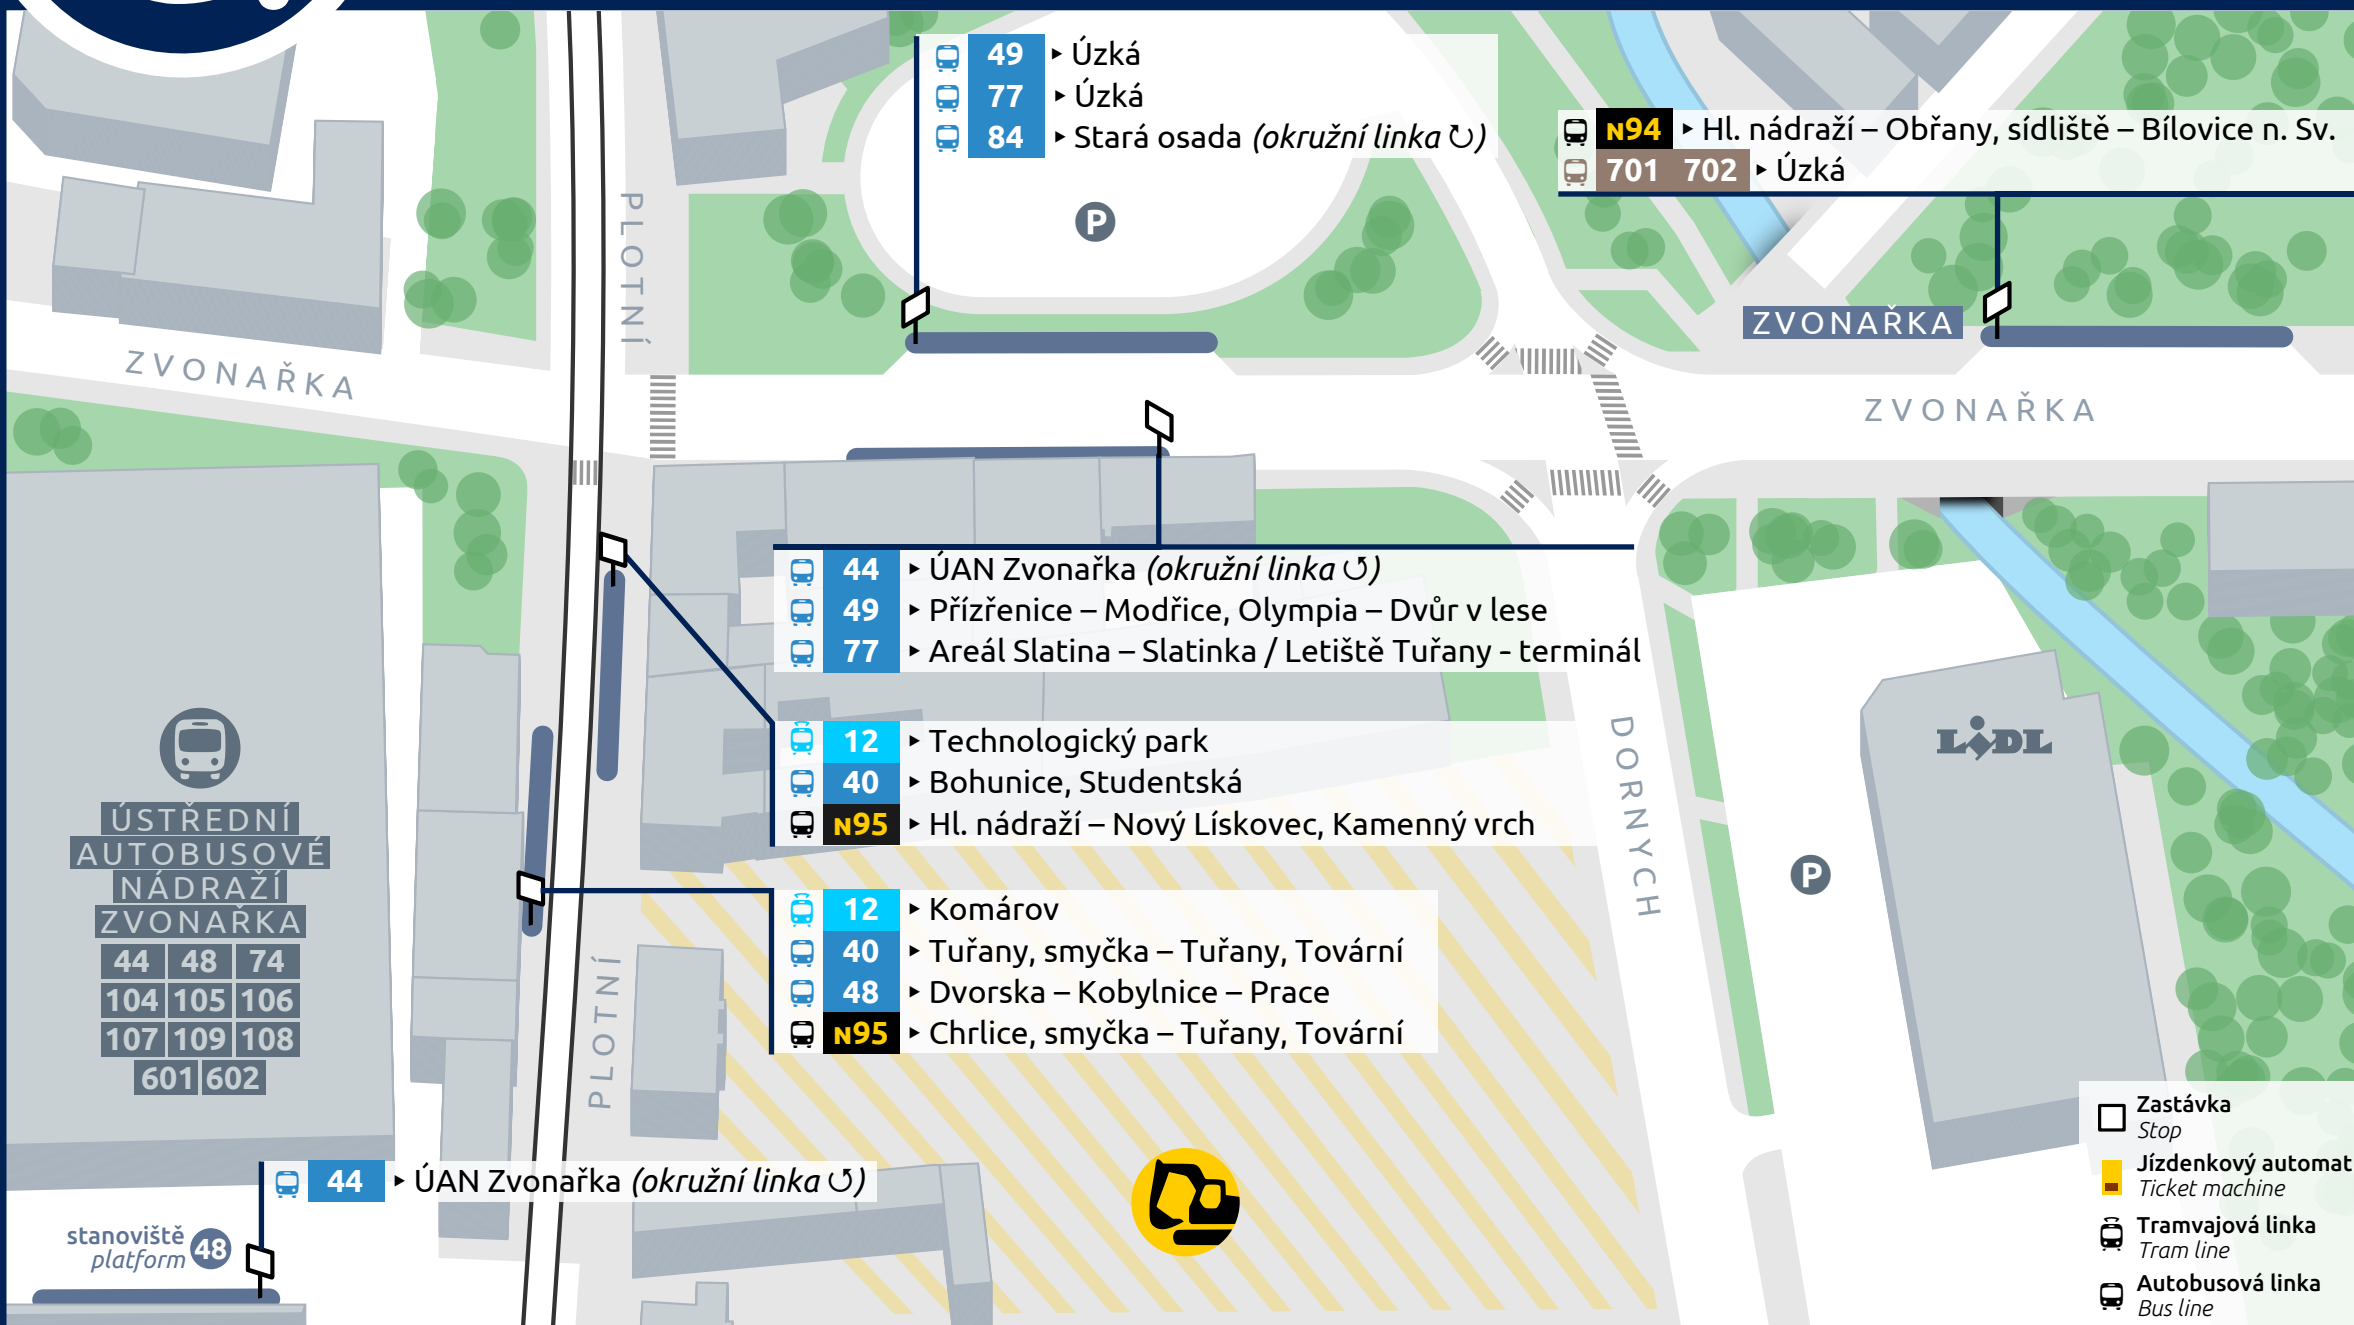 49 ▸ Úzká
77 ▸ Úzká
84 ▸ Stará osada (okružní linka ↻)
N94 ▸ Hl. nádraží – Obřany, sídliště – Bílovice n. Sv.
701 702 ▸ Úzká
P
PLOTNÍ
ZVONAŘKA
ZVONAŘKA
ZVONAŘKA
44 ▸ ÚAN Zvonařka (okružní linka ↺)
49 ▸ Přízřenice – Modřice, Olympia – Dvůr v lese
77 ▸ Areál Slatina – Slatinka / Letiště Tuřany - terminál
12 ▸ Technologický park
40 ▸ Bohunice, Studentská
N95 ▸ Hl. nádraží – Nový Lískovec, Kamenný vrch
DORNYCH
LIDL
P
12 ▸ Komárov
40 ▸ Tuřany, smyčka – Tuřany, Tovární
48 ▸ Dvorska – Kobylnice – Prace
N95 ▸ Chrlice, smyčka – Tuřany, Tovární
PLOTNÍ
ÚSTŘEDNÍ
AUTOBUSOVÉ
NÁDRAŽÍ
ZVONAŘKA
44 48 74
104 105 106
107 109 108
601 602
44 ▸ ÚAN Zvonařka (okružní linka ↺)
stanoviště
platform 48
Zastávka
Stop
Jízdenkový automat
Ticket machine
Tramvajová linka
Tram line
Autobusová linka
Bus line